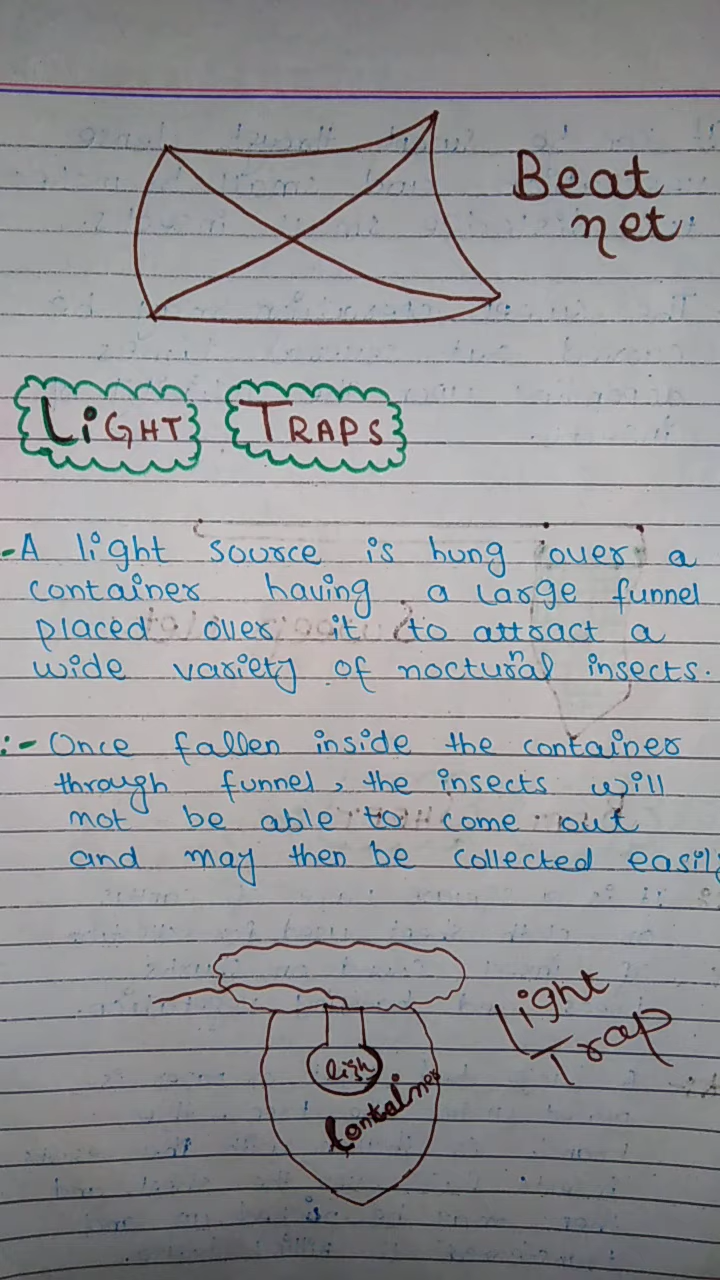 Beat
net
LiGHT TRAPS
- A light source is hung over a
container having a large funnel
placed over it to attract a
wide variety of nocturnal insects.
:- Once fallen inside the container
through funnel, the insects will
not be able to come out
and may then be collected easily
Light
Trap
light
Container